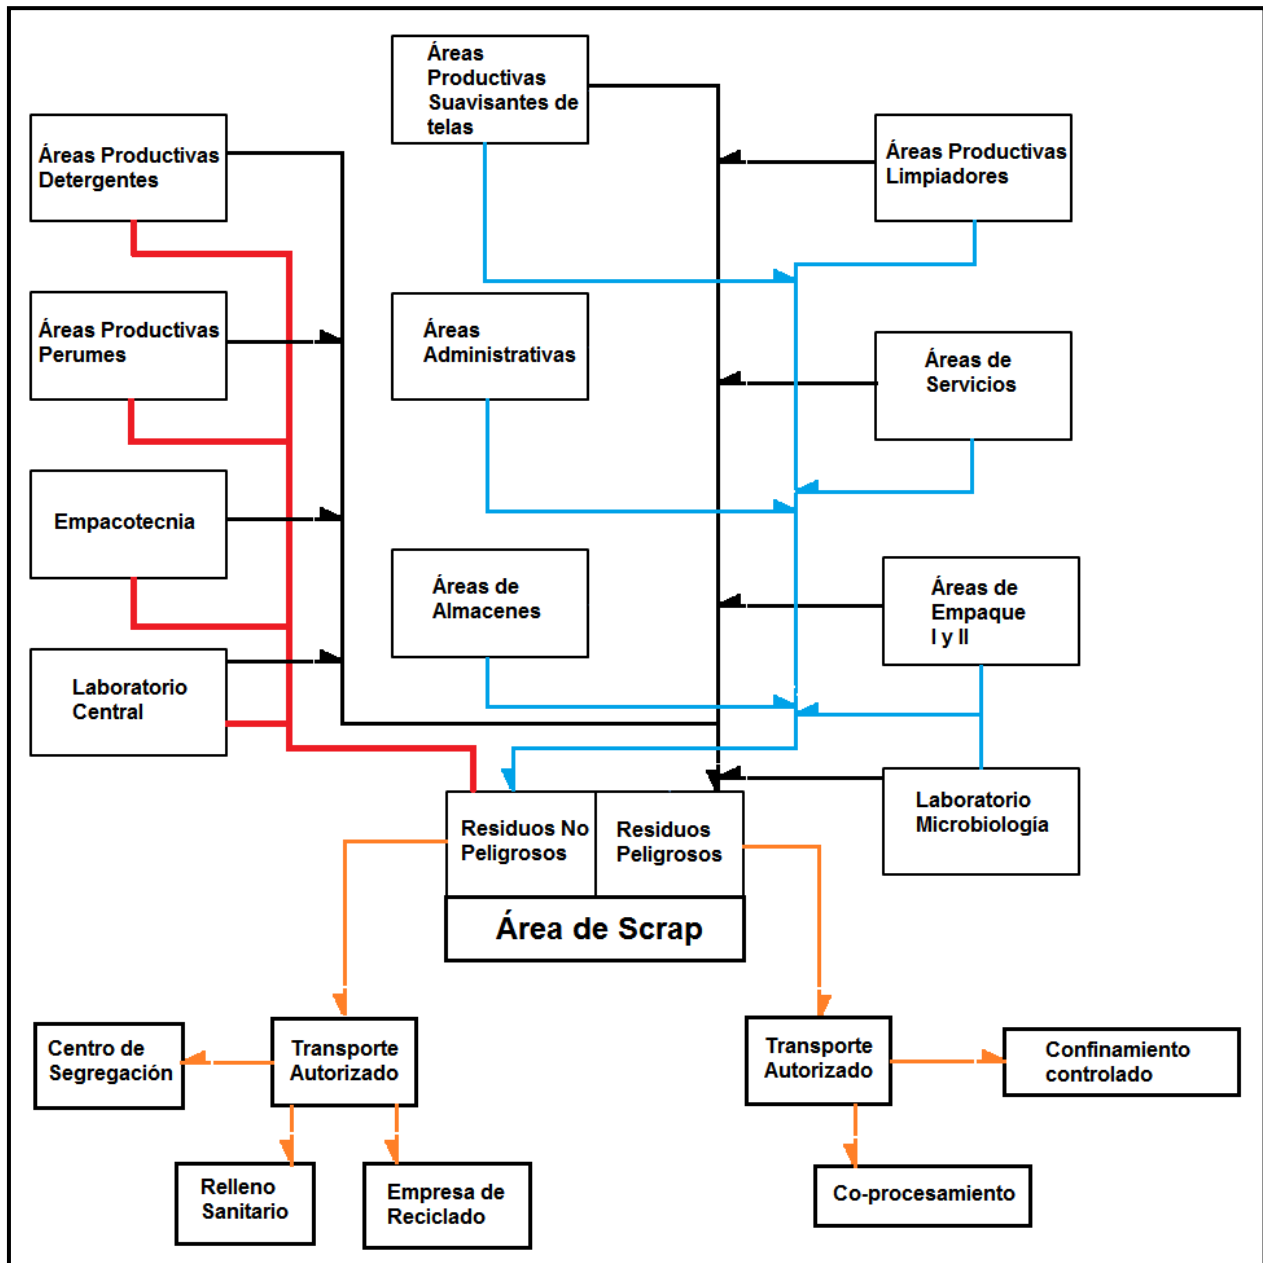 Áreas
Productivas
Suavisantes de
telas
Áreas Productivas
Detergentes
Áreas Productivas
Limpiadores
Áreas Productivas
Perumes
Áreas
Administrativas
Áreas de
Servicios
Empacotecnia
Áreas de
Almacenes
Áreas de
Empaque
I y II
Laboratorio
Central
Laboratorio
Microbiología
Residuos No
Peligrosos
Residuos
Peligrosos
Área de Scrap
Centro de
Segregación
Transporte
Autorizado
Transporte
Autorizado
Confinamiento
controlado
Relleno
Sanitario
Empresa de
Reciclado
Co-procesamiento